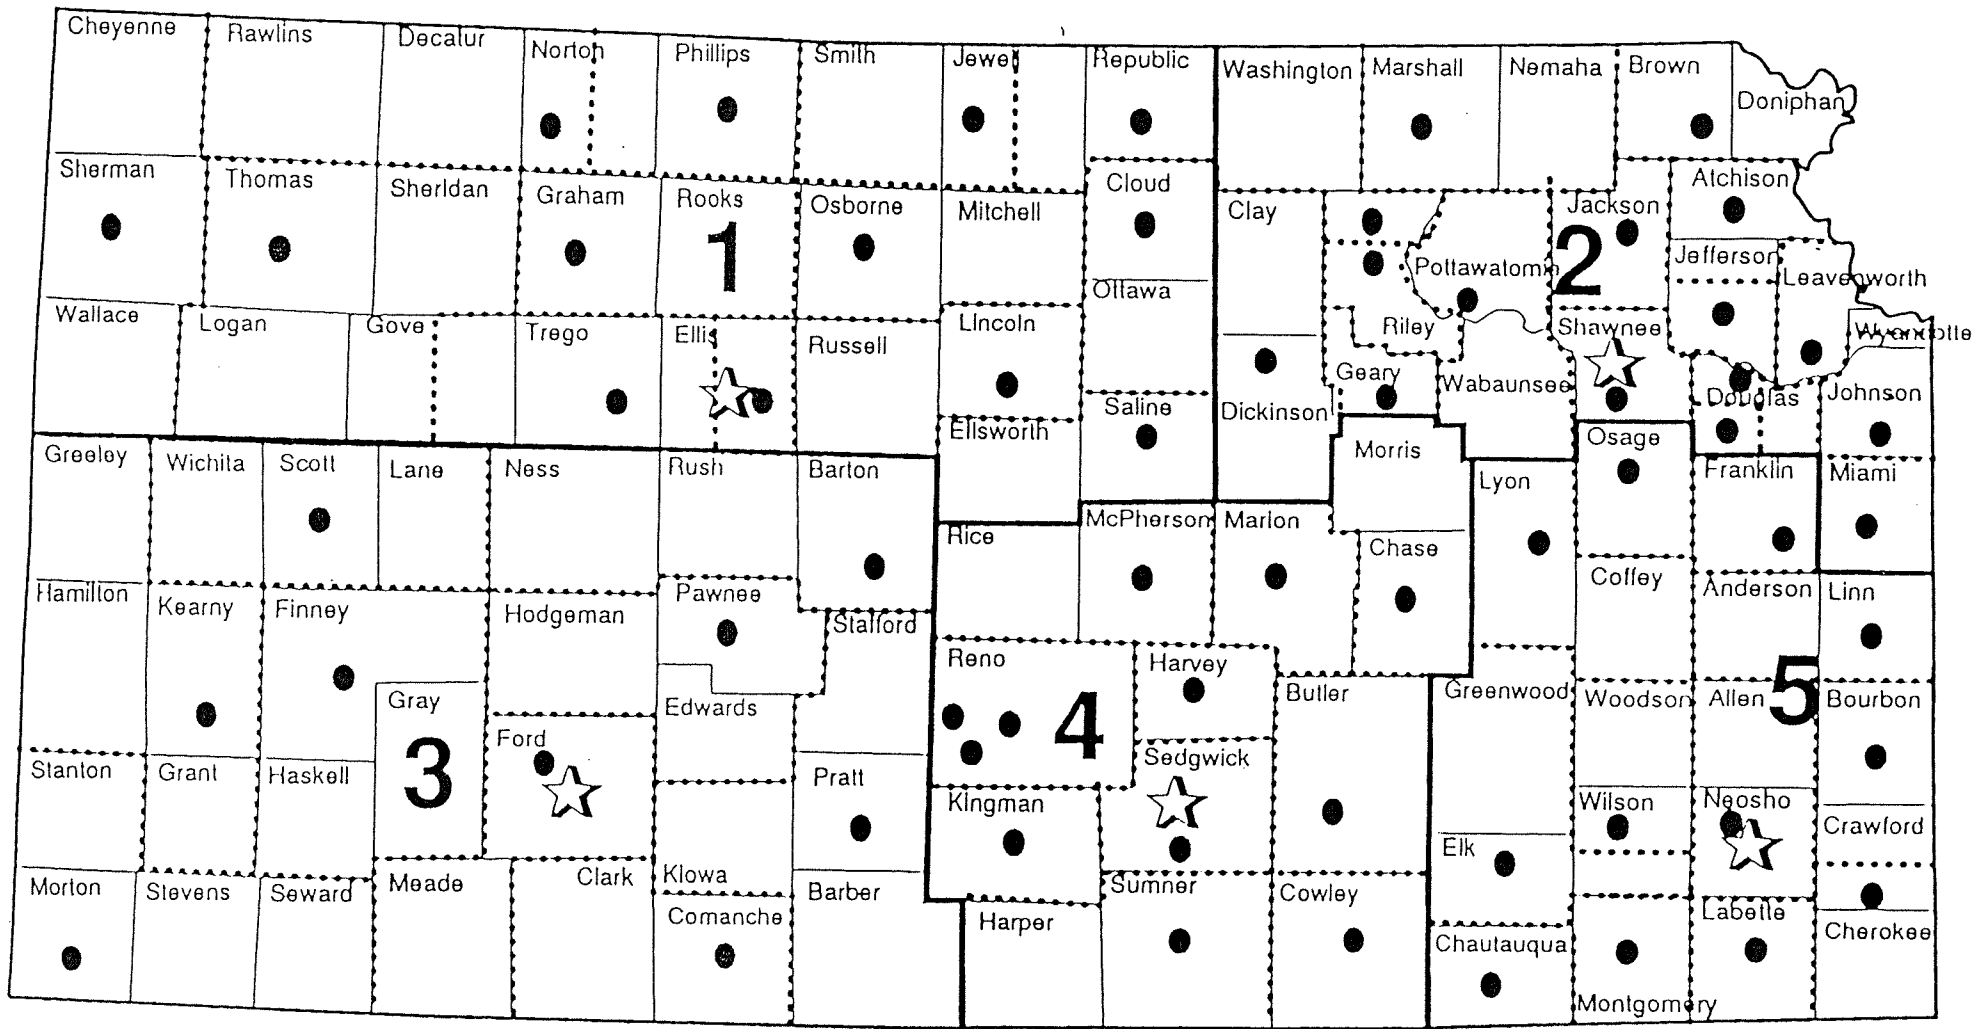 Cheyenne
Rawlins
Decatur
Norton
Phillips
Smith
Jewel
Republic
Washington
Marshall
Nemaha
Brown
Doniphan
Sherman
Thomas
Sheridan
Graham
Rooks
Osborne
Mitchell
Cloud
Clay
Jackson
Atchison
1
2
Pottawatomi
Jefferson
Leavenworth
Wallace
Logan
Gove
Trego
Ellis
Russell
Lincoln
Ottawa
Riley
Shawnee
Wyandotte
Ellsworth
Saline
Dickinson
Geary
Wabaunsee
Douglas
Johnson
Greeley
Wichita
Scott
Lane
Ness
Rush
Barton
Morris
Osage
Lyon
Franklin
Miami
Rice
McPherson
Marion
Chase
Hamilton
Kearny
Finney
Hodgeman
Pawnee
Stafford
Coffey
Anderson
Linn
Reno
Harvey
Butler
Greenwood
Woodson
Allen
Bourbon
Gray
Edwards
4
5
3
Ford
Sedgwick
Stanton
Grant
Haskell
Pratt
Kingman
Wilson
Neosho
Crawford
Elk
Morton
Stevens
Seward
Meade
Clark
Kiowa
Barber
Sumner
Cowley
Labette
Comanche
Harper
Chautauqua
Cherokee
Montgomery